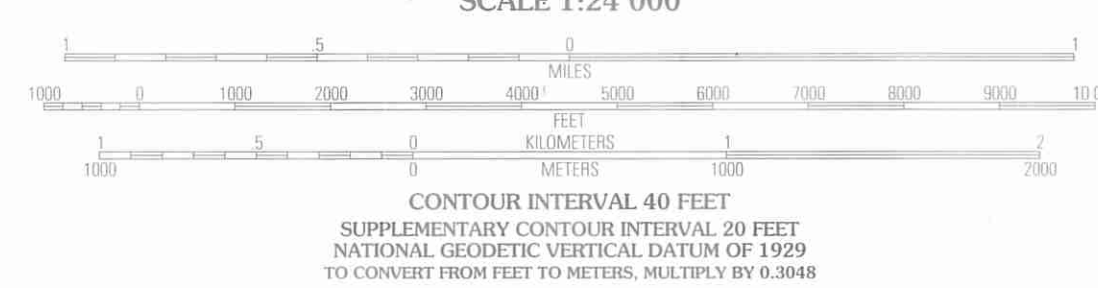 SCALE 1:24 000
1 .5 0 1
MILES
1000 0 1000 2000 3000 4000 5000 6000 7000 8000 9000
FEET
1 .5 0 KILOMETERS 1 2
1000 0 METERS 1000 2000
CONTOUR INTERVAL 40 FEET
SUPPLEMENTARY CONTOUR INTERVAL 20 FEET
NATIONAL GEODETIC VERTICAL DATUM OF 1929
TO CONVERT FROM FEET TO METERS, MULTIPLY BY 0.3048